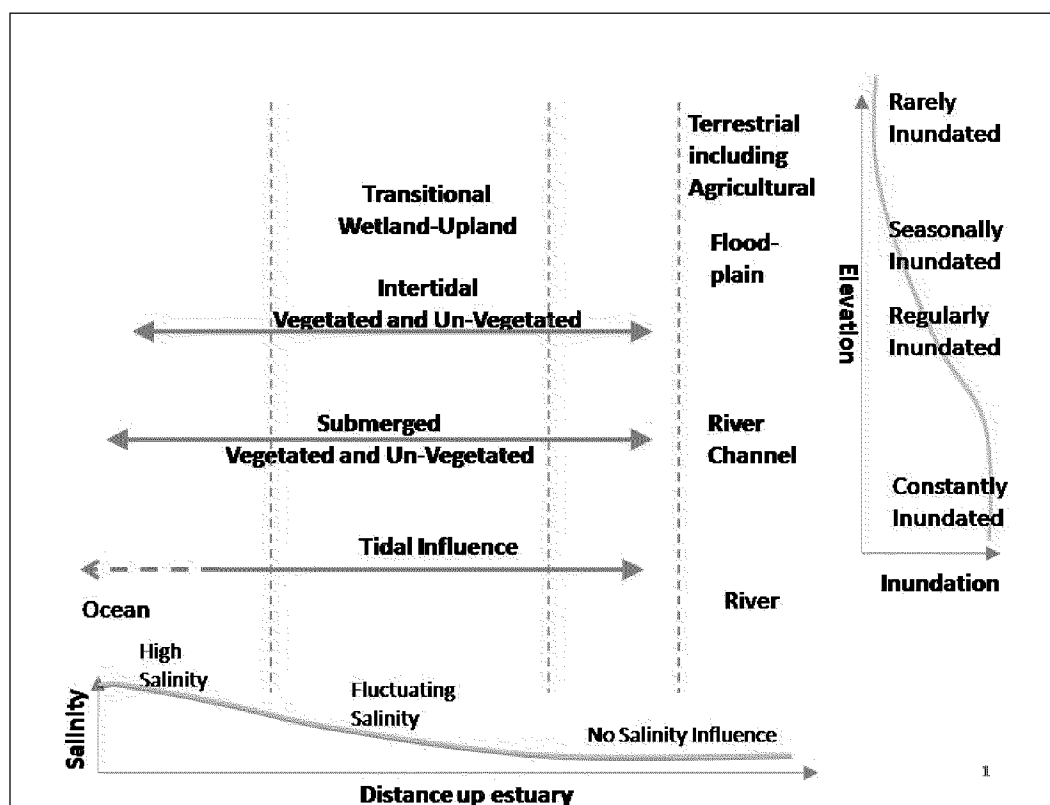 Rarely
Inundated
Terrestrial
including
Agricultural
Transitional
Wetland-Upland
Flood-
plain
Seasonally
Inundated
Elevation
Intertidal
Vegetated and Un-Vegetated
Regularly
Inundated
Submerged
Vegetated and Un-Vegetated
River
Channel
Constantly
Inundated
Tidal Influence
Inundation
Ocean
River
High
Salinity
Fluctuating
Salinity
No Salinity Influence
Salinity
Distance up estuary
1